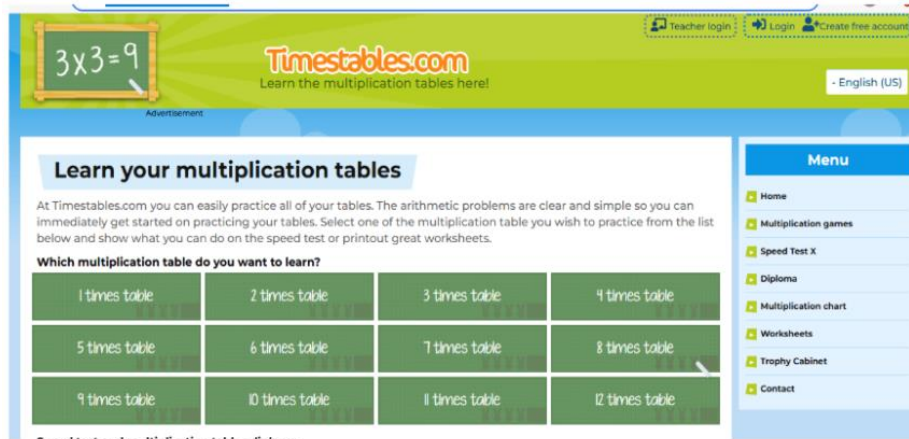 Teacher login
Login
Create free account
3x3=9
Timestables.com
Learn the multiplication tables here!
- English (US)
Advertisement
Learn your multiplication tables
At Timestables.com you can easily practice all of your tables. The arithmetic problems are clear and simple so you can
immediately get started on practicing your tables. Select one of the multiplication table you wish to practice from the list
below and show what you can do on the speed test or printout great worksheets.
Which multiplication table do you want to learn?
1 times table
2 times table
3 times table
4 times table
5 times table
6 times table
7 times table
8 times table
9 times table
10 times table
11 times table
12 times table
Menu
Home
Multiplication games
Speed Test X
Diploma
Multiplication chart
Worksheets
Trophy Cabinet
Contact